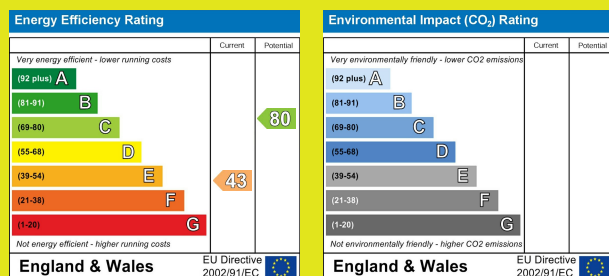 Energy Efficiency Rating
Current Potential
Very energy efficient - lower running costs
(92 plus) A
(81-91) B
(69-80) C
80
(55-68) D
(39-54) E
43
(21-38) F
(1-20) G
Not energy efficient - higher running costs
England & Wales
EU Directive
2002/91/EC
Environmental Impact (CO₂) Rating
Current Potential
Very environmentally friendly - lower CO2 emissions
(92 plus) A
(81-91) B
(69-80) C
(55-68) D
(39-54) E
(21-38) F
(1-20) G
Not environmentally friendly - higher CO2 emissions
England & Wales
EU Directive
2002/91/EC